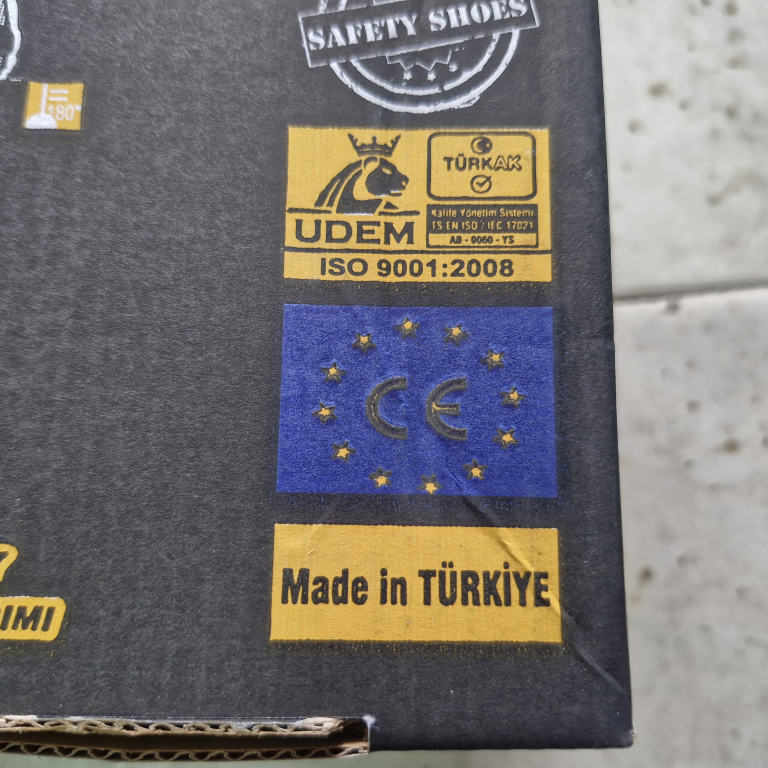 SAFETY SHOES
180°
TÜRKAK
UDEM
Kalite Yönetim Sistemi
TS EN ISO / IEC 17021
AB - 0060 - YS
ISO 9001:2008
CE
Made in TÜRKİYE
IMI